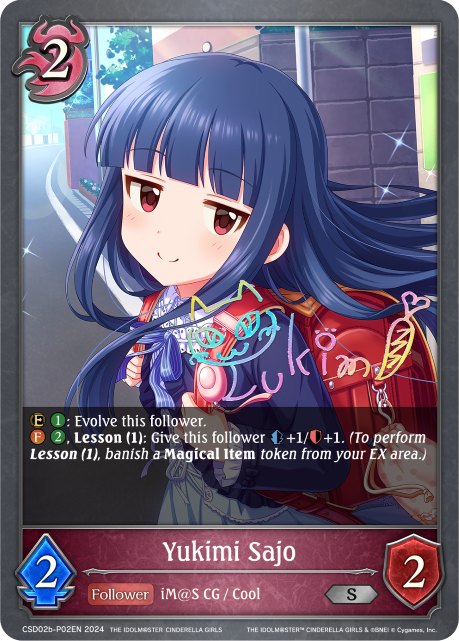 2
Yukimi
E 1: Evolve this follower.
F 2, Lesson (1): Give this follower +1/+1. (To perform
Lesson (1), banish a Magical Item token from your EX area.)
Yukimi Sajo
2
Follower
iM@S CG / Cool
S
2
CSD02b-P02EN 2024 THE IDOLM@STER CINDERELLA GIRLS THE IDOLM@STER™ CINDERELLA GIRLS & ©BNEI © Cygames, Inc.